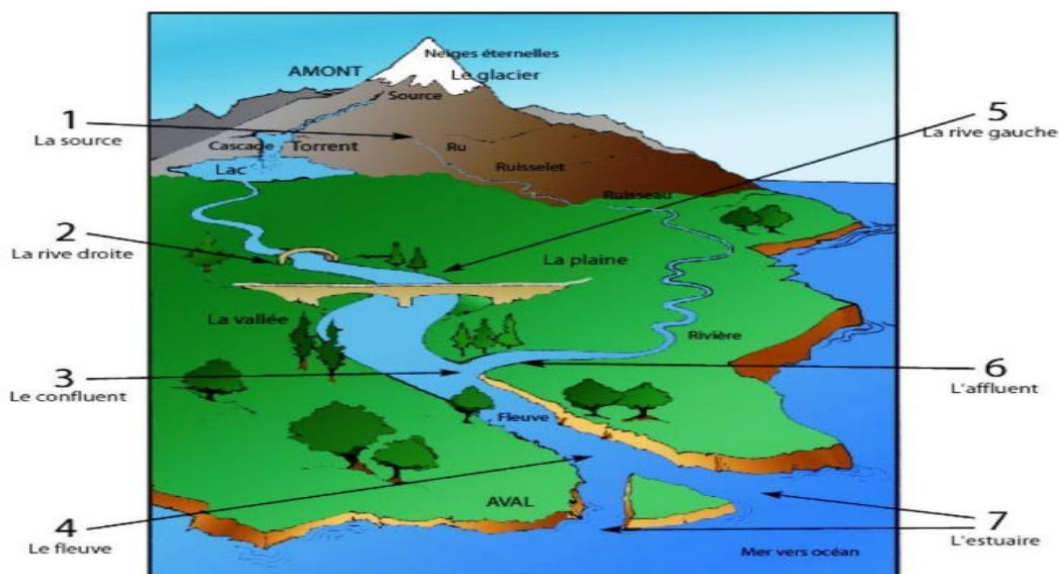 Neiges éternelles
AMONT
Le glacier
Source
1
La source
5
La rive gauche
Cascade
Torrent
Ru
Lac
Ruisselet
Ruisseau
2
La rive droite
La plaine
La vallée
Rivière
3
Le confluent
6
L'affluent
Fleuve
AVAL
4
Le fleuve
7
L'estuaire
Mer vers océan